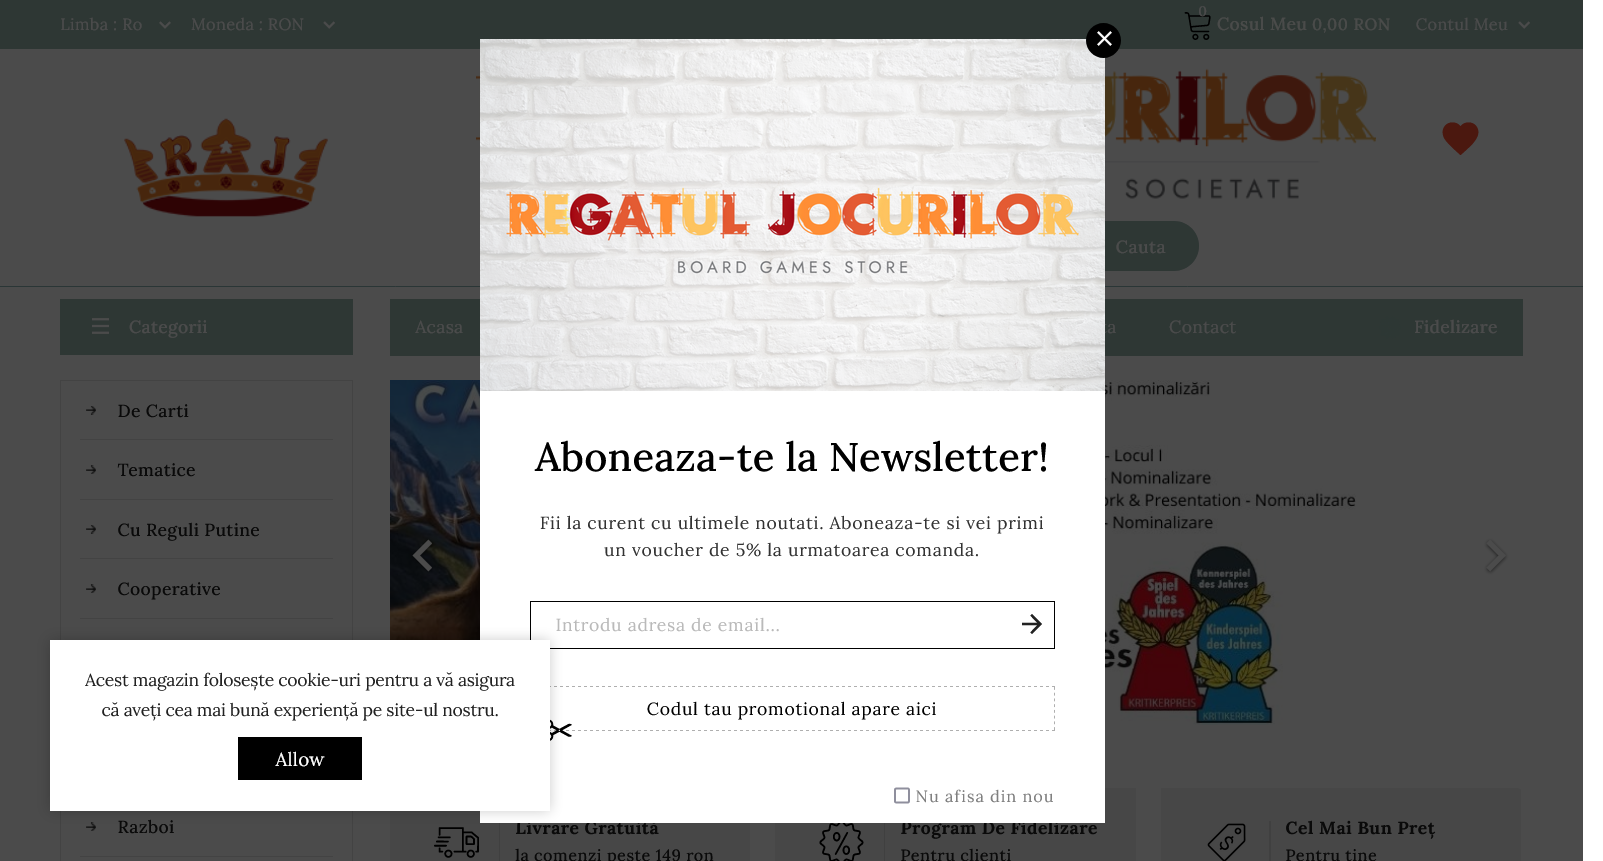 Limba : Ro
Moneda : RON
0
Cosul Meu 0,00 RON
Contul Meu
RAJ
URILOR
SOCIETATE
Cauta
REGATUL JOCURILOR
BOARD GAMES STORE
Categorii
Acasa
Contact
Fidelizare
De Carti
Tematice
Cu Reguli Putine
Cooperative
Razboi
CA
si nominalizări
- Locul I
Nominalizare
rk & Presentation - Nominalizare
- Nominalizare
Spiel des Jahres
Kennerspiel des Jahres
Kinderspiel des Jahres
KRITIKERPREIS
KRITIKERPREIS
Aboneaza-te la Newsletter!
Fii la curent cu ultimele noutati. Aboneaza-te si vei primi
un voucher de 5% la urmatoarea comanda.
Introdu adresa de email...
Codul tau promotional apare aici
Nu afisa din nou
Acest magazin folosește cookie-uri pentru a vă asigura
că aveți cea mai bună experiență pe site-ul nostru.
Allow
Livrare Gratuită
la comenzi peste 149 ron
Program De Fidelizare
Pentru clienti
Cel Mai Bun Preț
Pentru tine